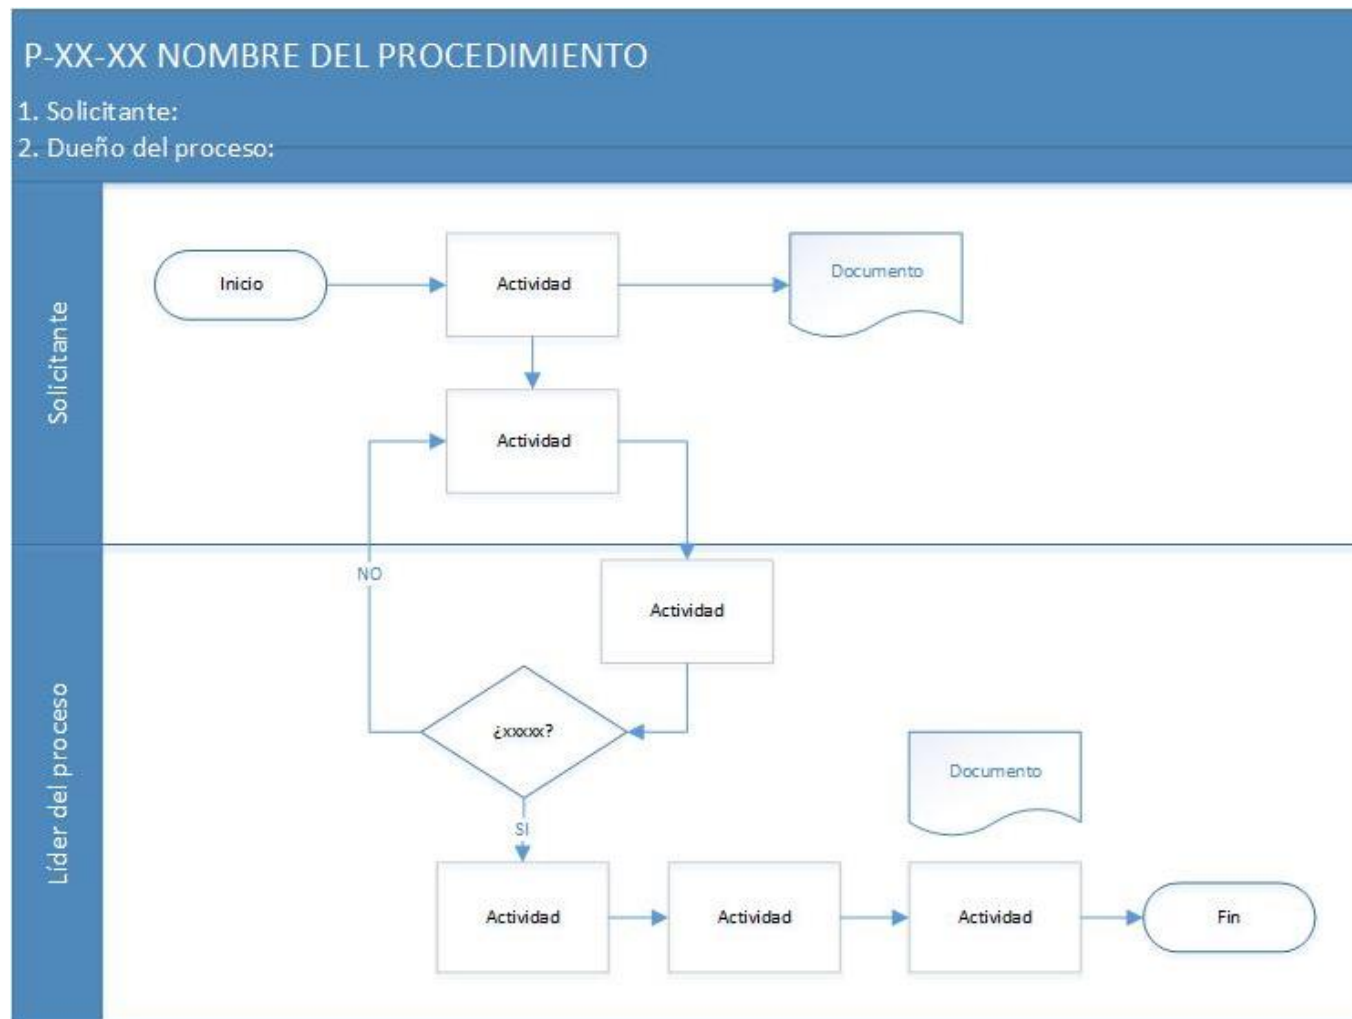 P-XX-XX NOMBRE DEL PROCEDIMIENTO
1. Solicitante:
2. Dueño del proceso:
Solicitante
Inicio
Actividad
Documento
Actividad
Líder del proceso
NO
Actividad
¿xxxxx?
Documento
SI
Actividad
Actividad
Actividad
Fin